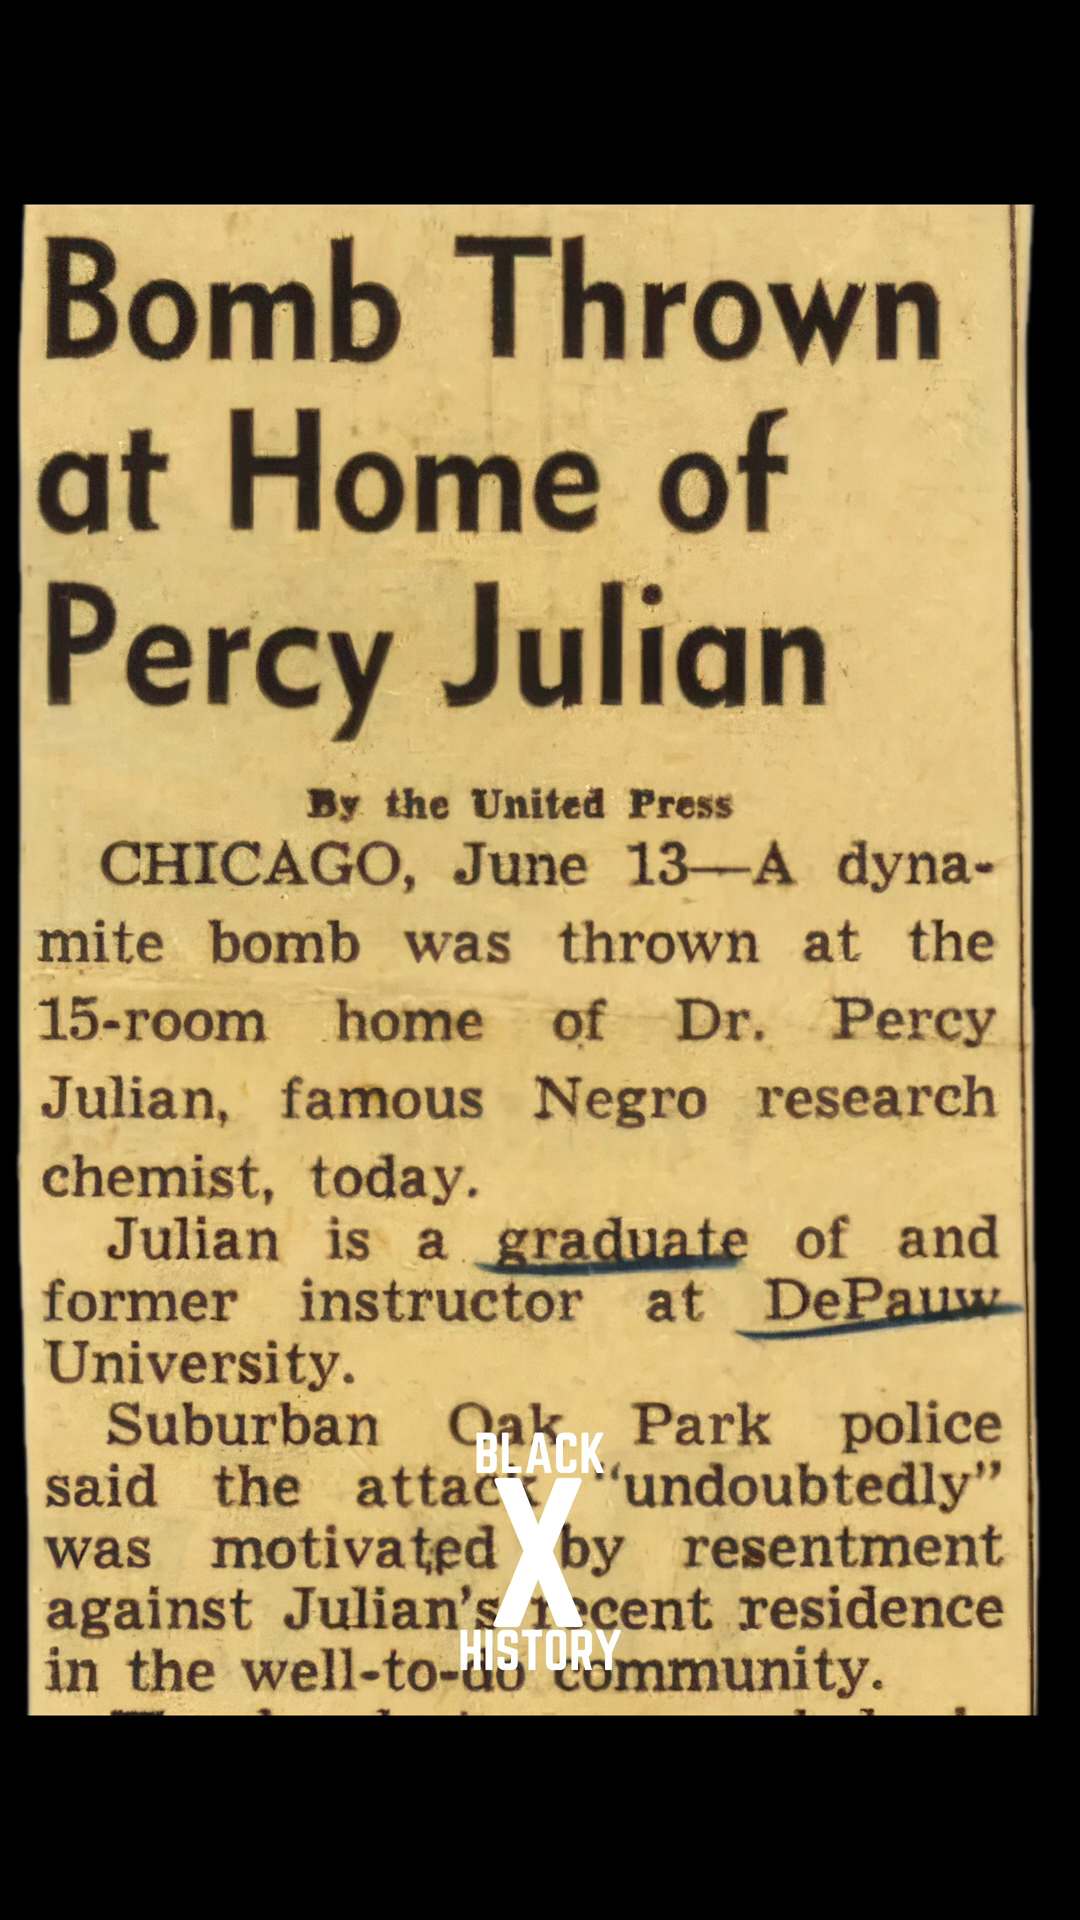 Bomb Thrown
at Home of
Percy Julian
By the United Press
CHICAGO, June 13—A dyna-
mite bomb was thrown at the
15-room home of Dr. Percy
Julian, famous Negro research
chemist, today.
Julian is a graduate of and
former instructor at DePauw
University.
Suburban Oak Park police
said the attack “undoubtedly”
was motivated by resentment
against Julian’s recent residence
in the well-to-do community.
BLACK
X
HISTORY